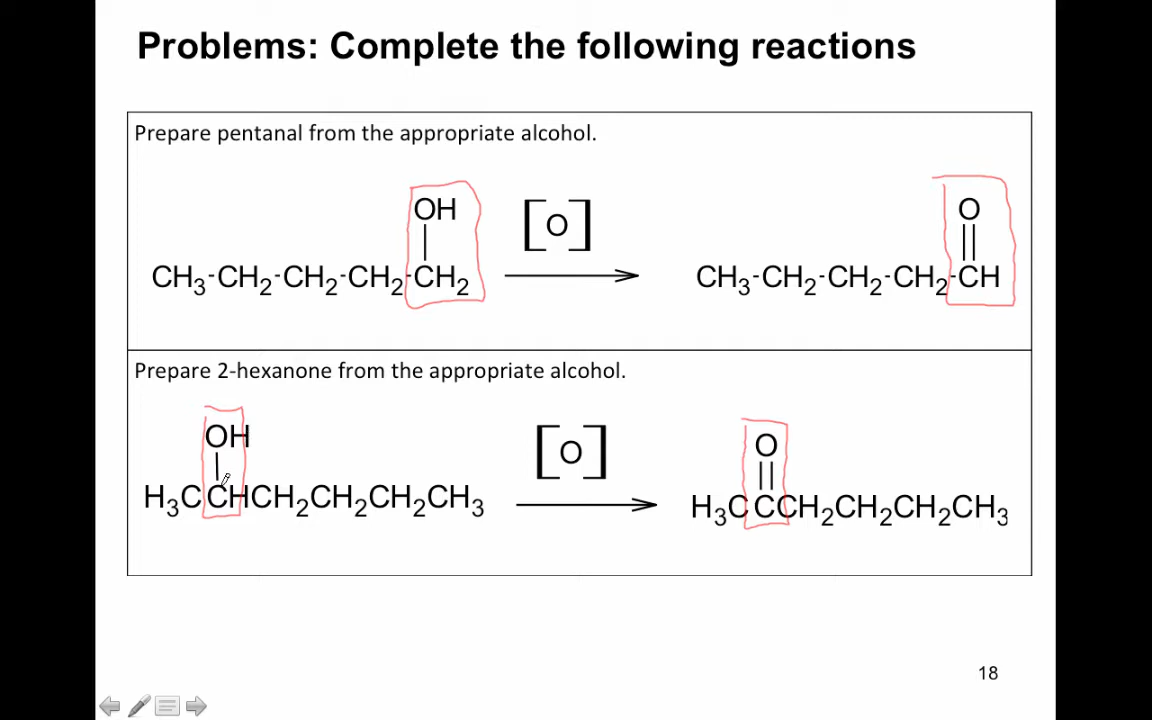 Problems: Complete the following reactions
Prepare pentanal from the appropriate alcohol.
OH
[O]
O
CH₃-CH₂-CH₂-CH₂-CH₂
CH₃-CH₂-CH₂-CH₂-CH
Prepare 2-hexanone from the appropriate alcohol.
OH
[O]
O
H₃CCHCH₂CH₂CH₂CH₃
H₃CCCH₂CH₂CH₂CH₃
18